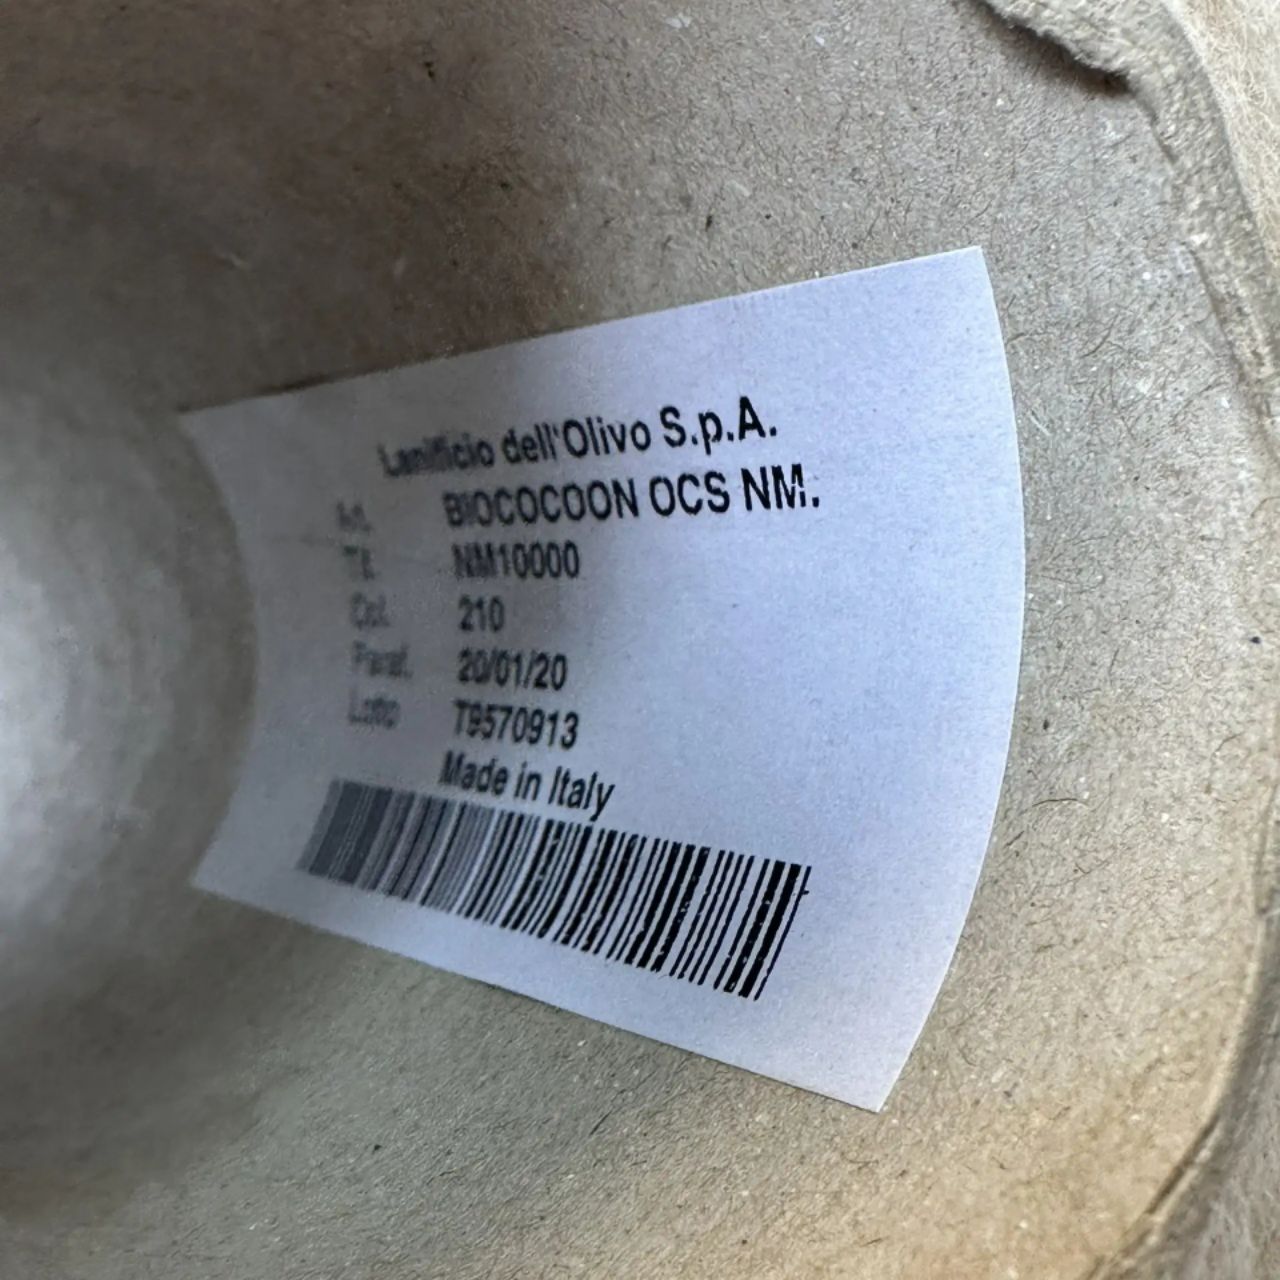 Lanificio dell'Olivo S.p.A.
Art. BIOCOCOON OCS NM.
Tit. NM10000
Col. 210
Parat. 20/01/20
Lotto T9570913
Made in Italy